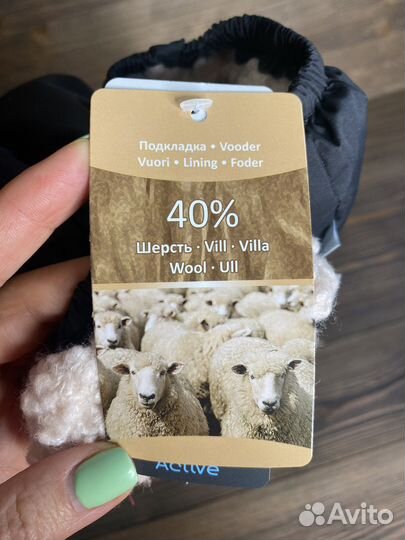 Подкладка • Vooder
Vuori • Lining • Foder
40%
Шерсть · Vill · Villa
Wool · Ull
Active
Avito